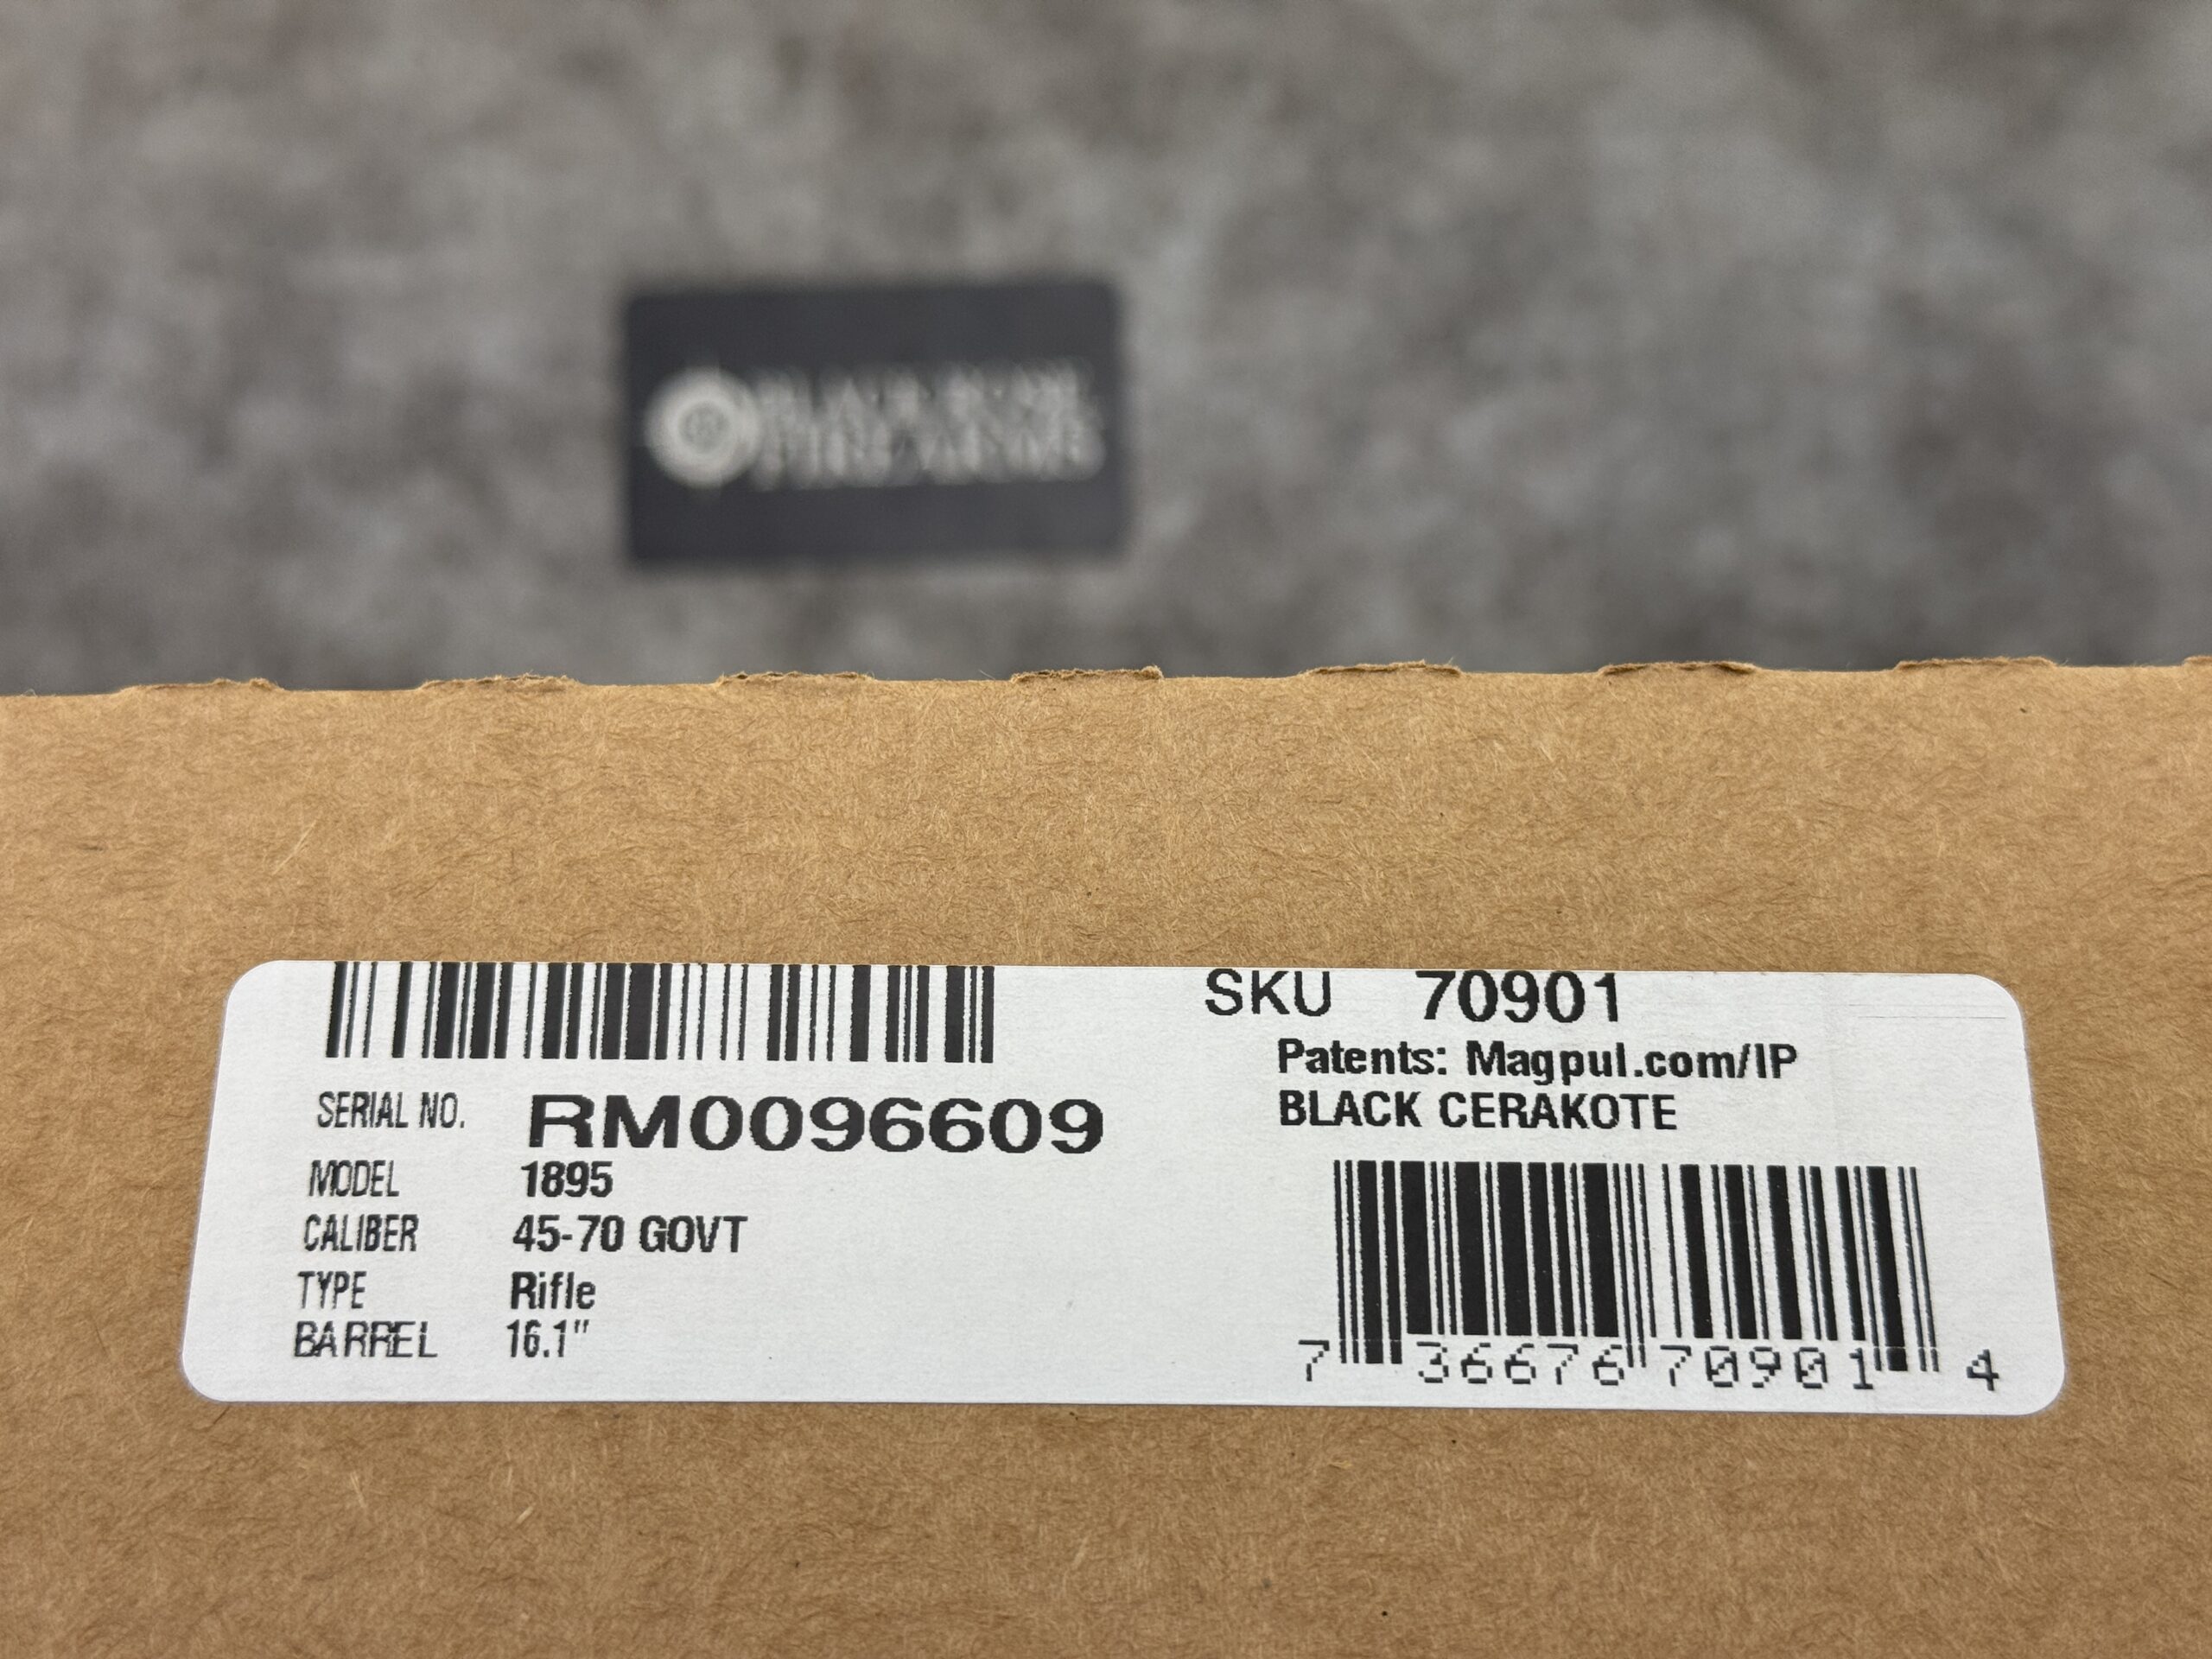 SERIAL NO. RM0096609
MODEL 1895
CALIBER 45-70 GOVT
TYPE Rifle
BARREL 16.1"
SKU 70901
Patents: Magpul.com/IP
BLACK CERAKOTE
7 36676 70901 4